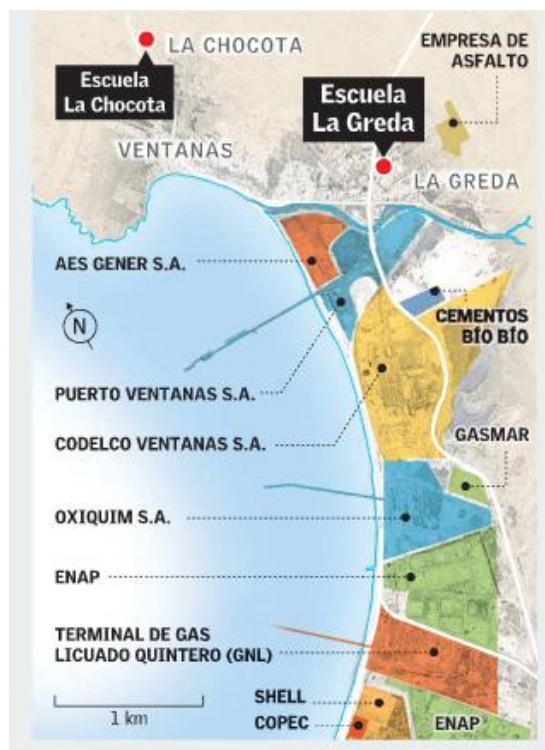 LA CHOCOTA
EMPRESA DE
ASFALTO
Escuela
La Chocota
Escuela
La Greda
VENTANAS
LA GREDA
AES GENER S.A.
N
CEMENTOS
BÍO BÍO
PUERTO VENTANAS S.A.
GASMAR
CODELCO VENTANAS S.A.
OXIQUIM S.A.
ENAP
TERMINAL DE GAS
LICUADO QUINTERO (GNL)
SHELL
1 km
COPEC
ENAP